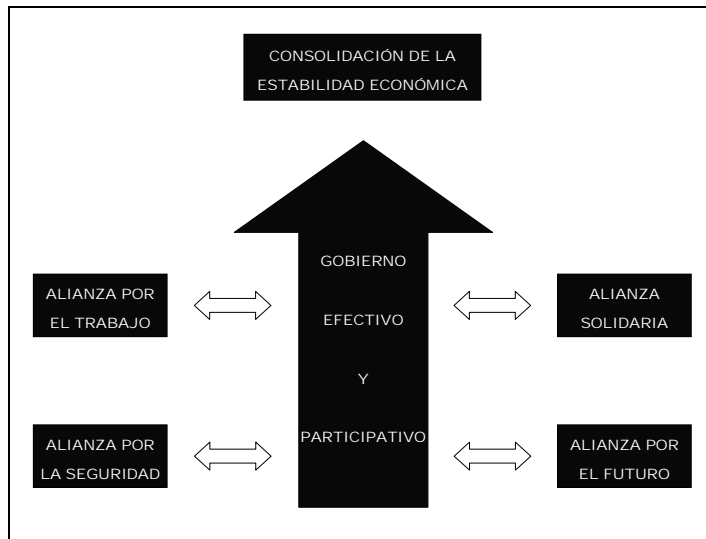 CONSOLIDACIÓN DE LA
ESTABILIDAD ECONÓMICA
GOBIERNO
EFECTIVO
Y
PARTICIPATIVO
ALIANZA POR
EL TRABAJO
ALIANZA
SOLIDARIA
ALIANZA POR
LA SEGURIDAD
ALIANZA POR
EL FUTURO